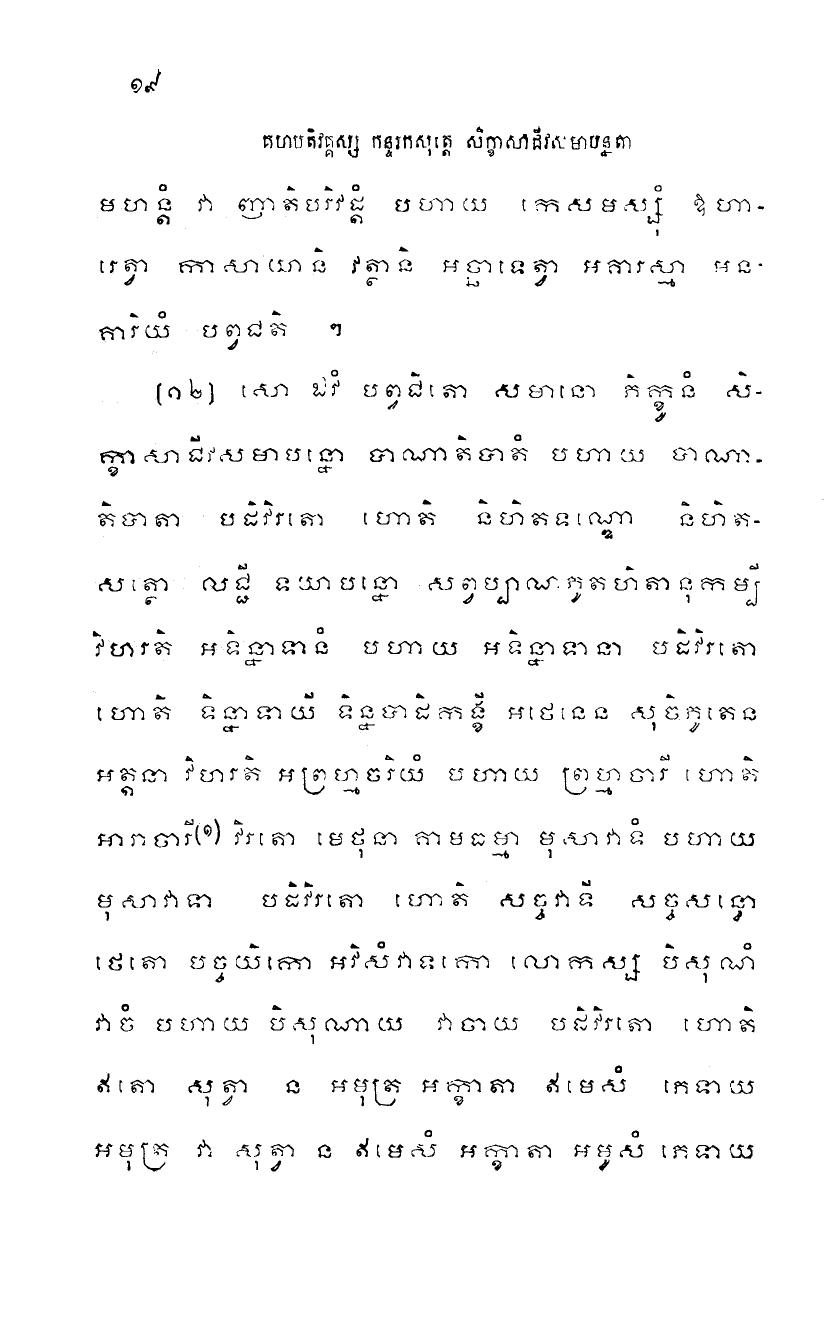 ១៩
គហបតិវគ្គស្ស កន្ទរកសុត្តេ សិក្ខាសាជីវសមាបន្នតា
មហន្តំ វា ញាតិបរិវដ្តំ បហាយ កេសមស្សុំ ឱហា-
រេត្វា កាសាយានិ វត្ថានិ អច្ឆាទេត្វា អគារស្មា អន-
គារិយំ បព្វជតិ ។
(១២) សោ ឯវំ បព្វជិតោ សមានោ ភិក្ខូនំ សិ-
ក្ខាសាជីវសមាបន្នោ បាណាតិបាតំ បហាយ បាណា-
តិបាតា បដិវិរតោ ហោតិ និហិតទណ្ឌោ និហិត-
សត្ថោ លជ្ជី ទយាបន្នោ សព្វប្បាណភូតហិតានុកម្បី
វិហរតិ អទិន្នាទានំ បហាយ អទិន្នាទានា បដិវិរតោ
ហោតិ ទិន្នាទាយី ទិន្នបាដិកង្ខី អថេនេន សុចិភូតេន
អត្តនា វិហរតិ អព្រហ្មចរិយំ បហាយ ព្រហ្មចារី ហោតិ
អារាចារី(១) វិរតោ មេថុនា គាមធម្មា មុសាវាទំ បហាយ
មុសាវាទា បដិវិរតោ ហោតិ សច្ចវាទី សច្ចសន្ធោ
ថេតោ បច្ចយិកោ អវិសំវាទកោ លោកស្ស បិសុណំ
វាចំ បហាយ បិសុណាយ វាចាយ បដិវិរតោ ហោតិ
ឥតោ សុត្វា ន អមុត្រ អក្ខាតា ឥមេសំ ភេទាយ
អមុត្រ វា សុត្វា ន ឥមេសំ អក្ខាតា អមូសំ ភេទាយ